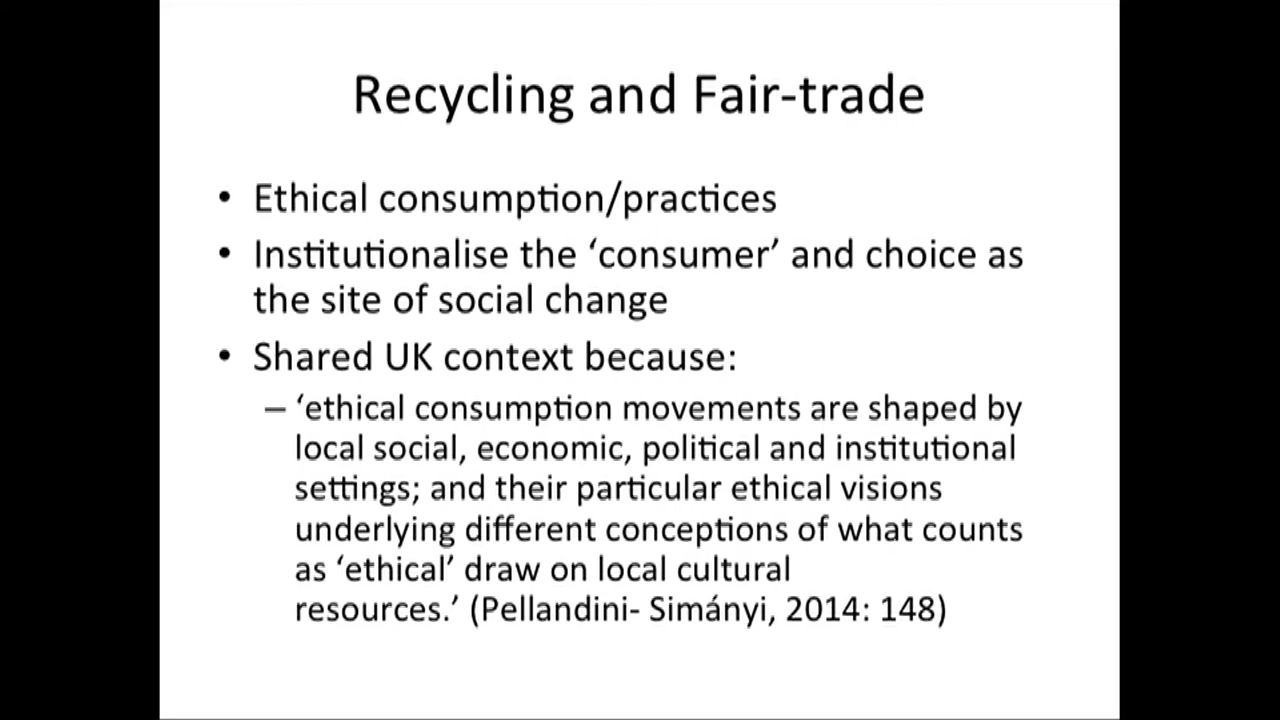 Recycling and Fair-trade
• Ethical consumption/practices
• Institutionalise the ‘consumer’ and choice as
the site of social change
• Shared UK context because:
– ‘ethical consumption movements are shaped by
local social, economic, political and institutional
settings; and their particular ethical visions
underlying different conceptions of what counts
as ‘ethical’ draw on local cultural
resources.’ (Pellandini- Simányi, 2014: 148)